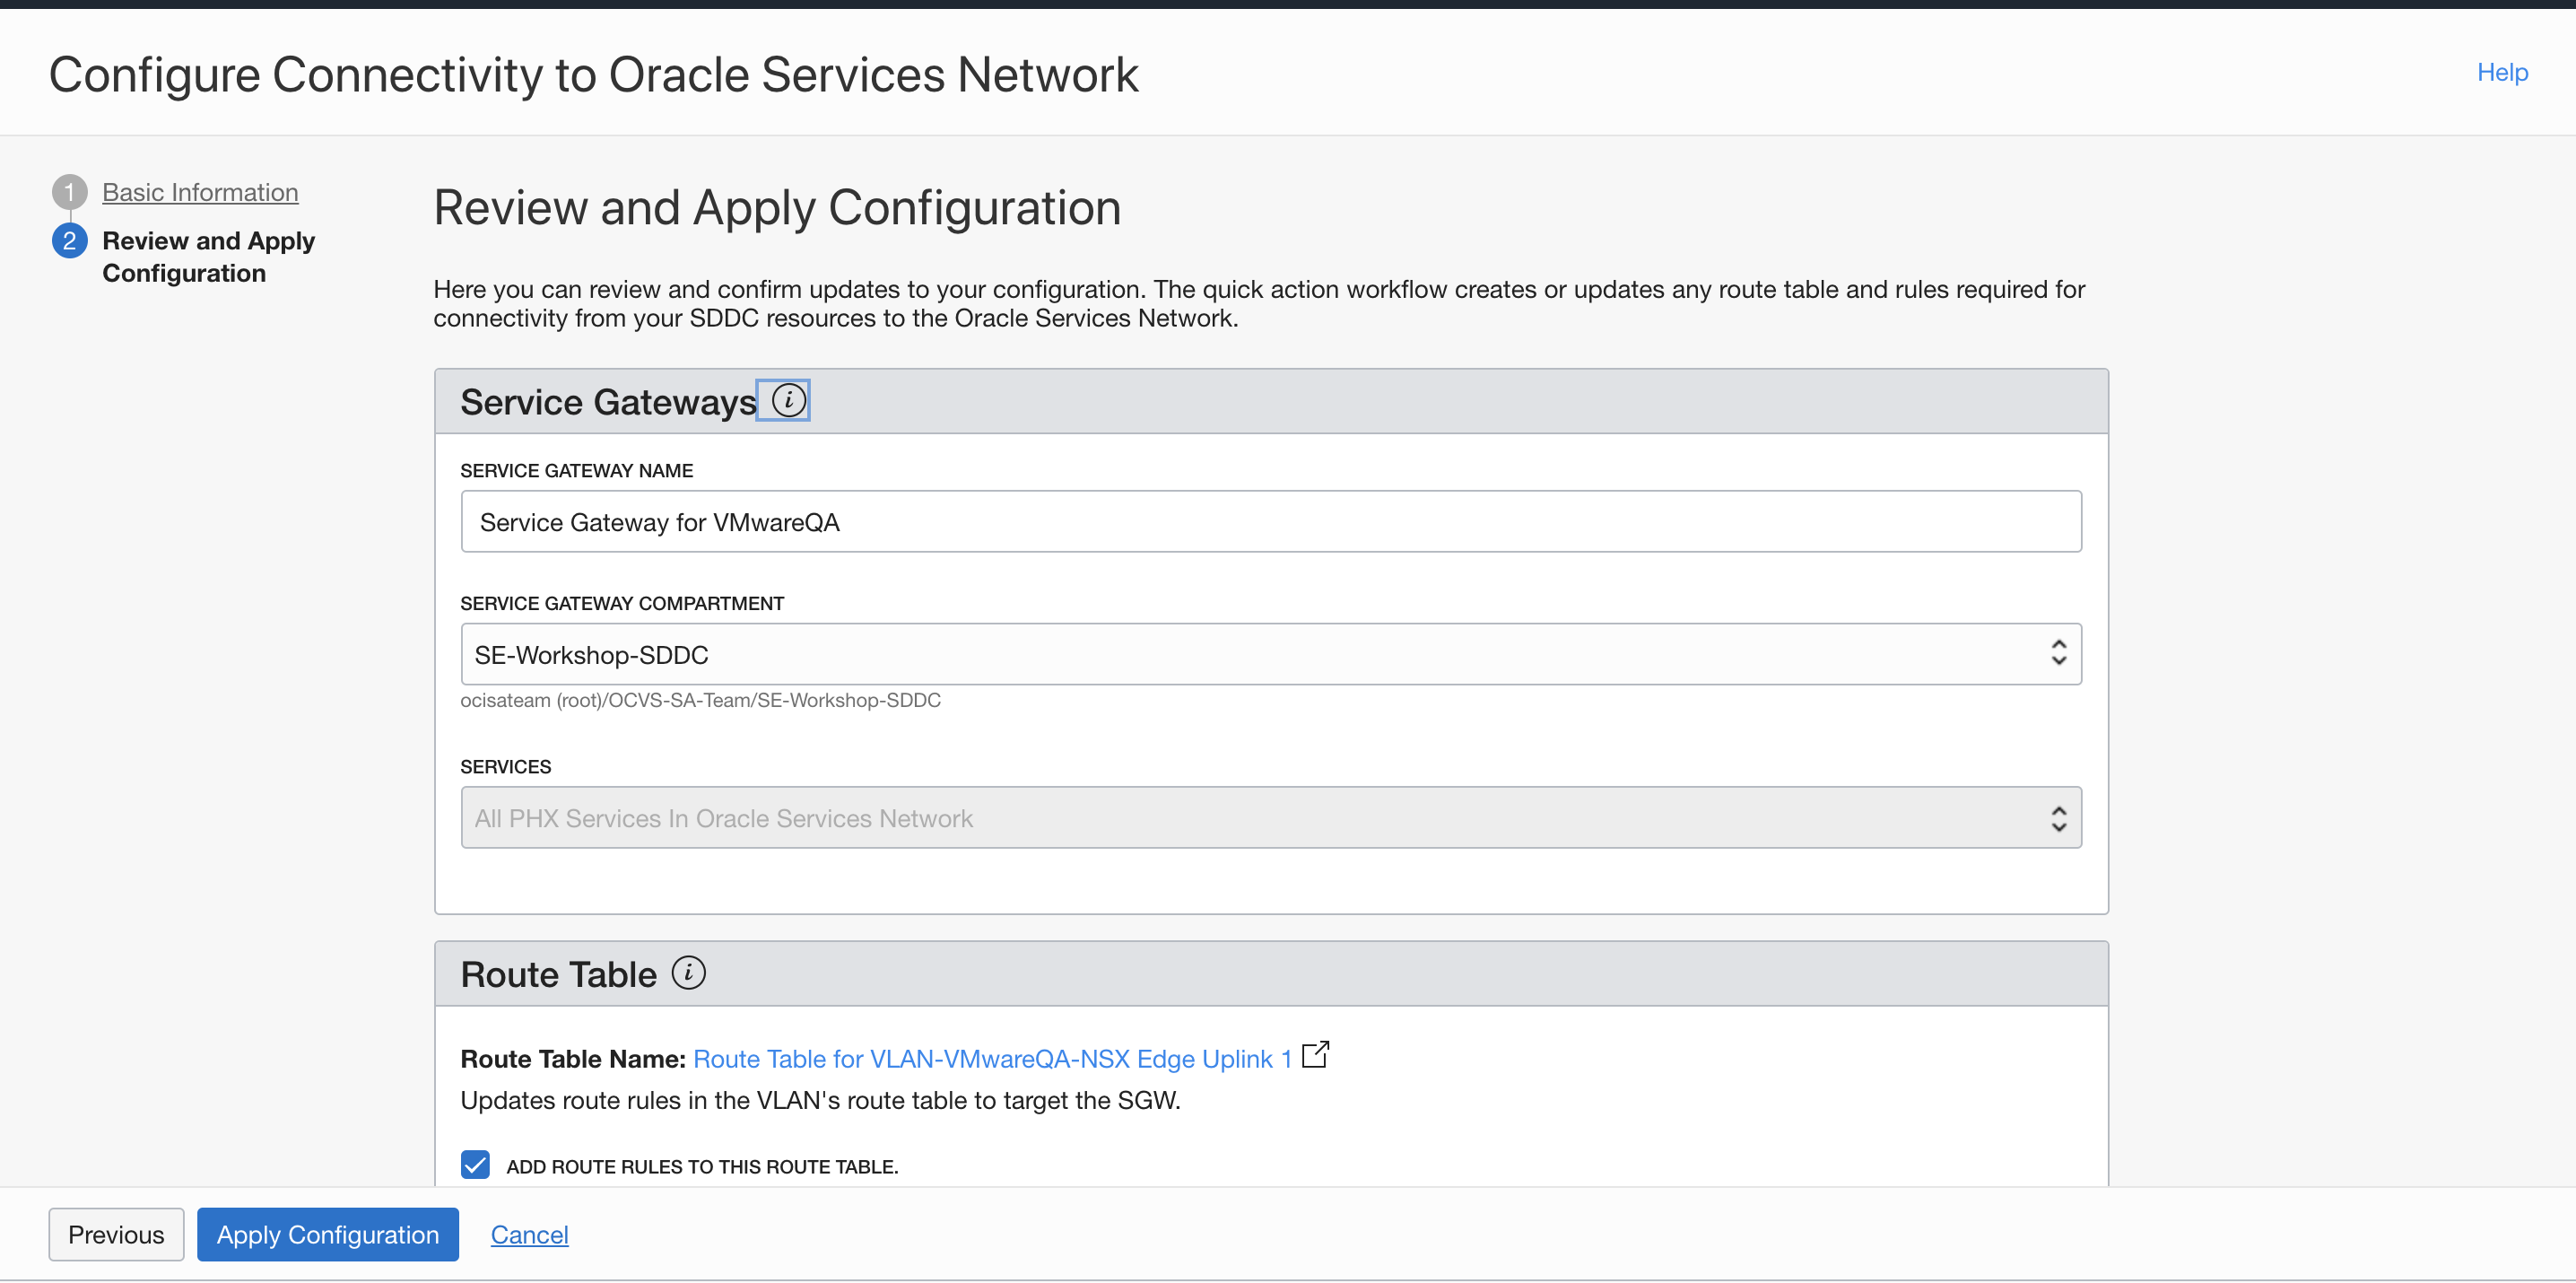 Configure Connectivity to Oracle Services Network
Help
1 Basic Information
2 Review and Apply
Configuration
Review and Apply Configuration
Here you can review and confirm updates to your configuration. The quick action workflow creates or updates any route table and rules required for
connectivity from your SDDC resources to the Oracle Services Network.
Service Gateways i
SERVICE GATEWAY NAME
Service Gateway for VMwareQA
SERVICE GATEWAY COMPARTMENT
SE-Workshop-SDDC
ocisateam (root)/OCVS-SA-Team/SE-Workshop-SDDC
SERVICES
All PHX Services In Oracle Services Network
Route Table i
Route Table Name: Route Table for VLAN-VMwareQA-NSX Edge Uplink 1
Updates route rules in the VLAN's route table to target the SGW.
ADD ROUTE RULES TO THIS ROUTE TABLE.
Previous
Apply Configuration
Cancel